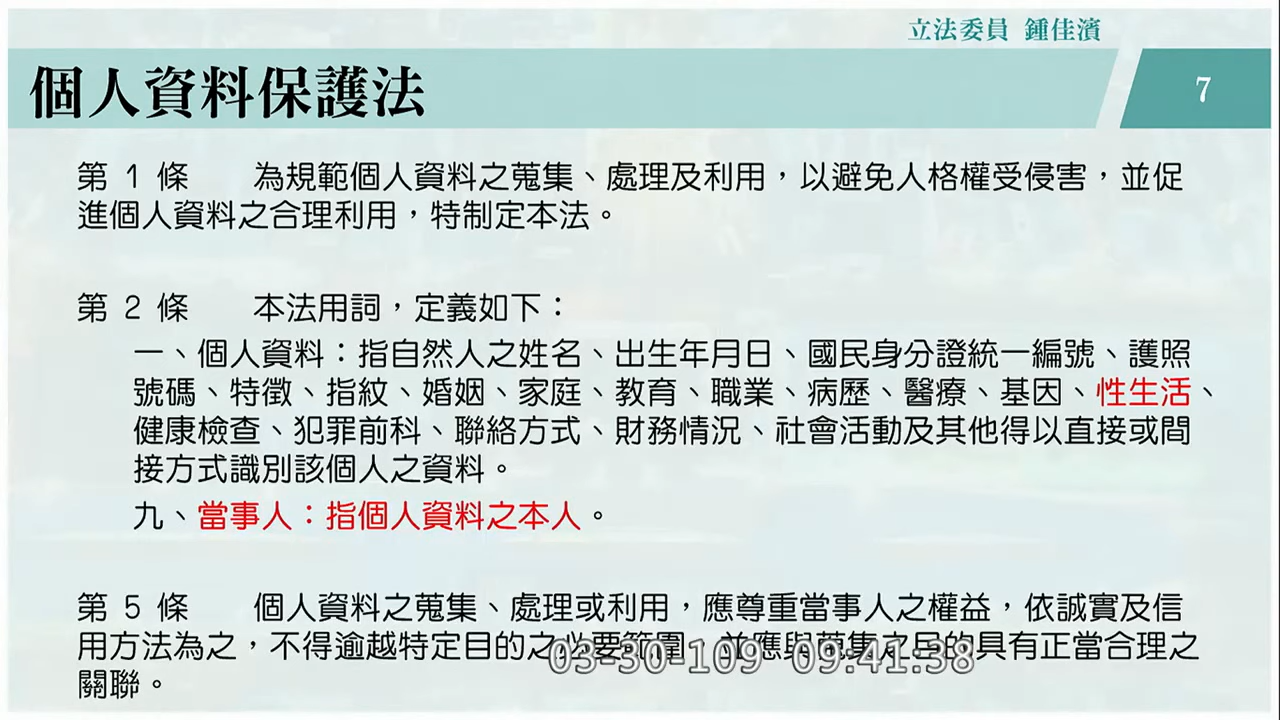 立法委員 鍾佳濱
個人資料保護法
7
第 1 條 為規範個人資料之蒐集、處理及利用，以避免人格權受侵害，並促
進個人資料之合理利用，特制定本法。
第 2 條 本法用詞，定義如下：
一、個人資料：指自然人之姓名、出生年月日、國民身分證統一編號、護照
號碼、特徵、指紋、婚姻、家庭、教育、職業、病歷、醫療、基因、性生活、
健康檢查、犯罪前科、聯絡方式、財務情況、社會活動及其他得以直接或間
接方式識別該個人之資料。
九、當事人：指個人資料之本人。
第 5 條 個人資料之蒐集、處理或利用，應尊重當事人之權益，依誠實及信
用方法為之，不得逾越特定目的之必要範圍，並應與蒐集之目的具有正當合理之
關聯。
03-30-109 09:41:38